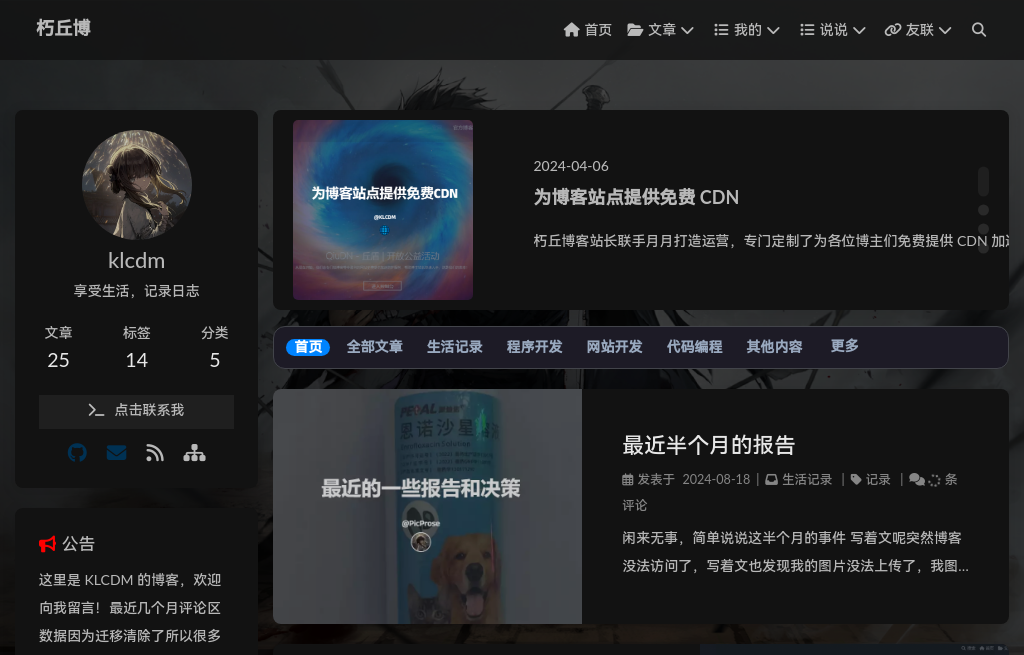 朽丘博
首页 文章 我的 说说 友联
klcdm
享受生活，记录日志
文章 标签 分类
25 14 5
点击联系我
公告
这里是 KLCDM 的博客，欢迎
向我留言！最近几个月评论区
数据因为迁移清除了所以很多
为博客站点提供免费CDN
@KLCDM
2024-04-06
为博客站点提供免费 CDN
朽丘博客站长联手月月打造运营，专门定制了为各位博主们免费提供 CDN 加
首页 全部文章 生活记录 程序开发 网站开发 代码编程 其他内容 更多
恩诺沙星
最近的一些报告和决策
@PicProse
最近半个月的报告
发表于 2024-08-18 | 生活记录 | 记录 | 条
评论
闲来无事，简单说说这半个月的事件 写着文呢突然博客
没法访问了，写着文也发现我的图片没法上传了，我图...